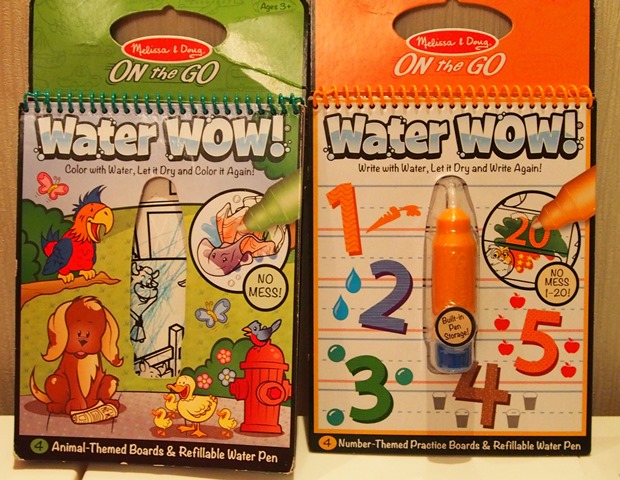 Ages 3+
Melissa & Doug
ON the GO
Water WOW!
Color with Water, Let it Dry and Color it Again!
NO
MESS!
4 Animal-Themed Boards & Refillable Water Pen
Melissa & Doug
ON the GO
Water WOW!
Write with Water, Let it Dry and Write Again!
1
20
NO
MESS
1-20!
2
Built-in
Pen
Storage!
5
3
4
4 Number-Themed Practice Boards & Refillable Water Pen